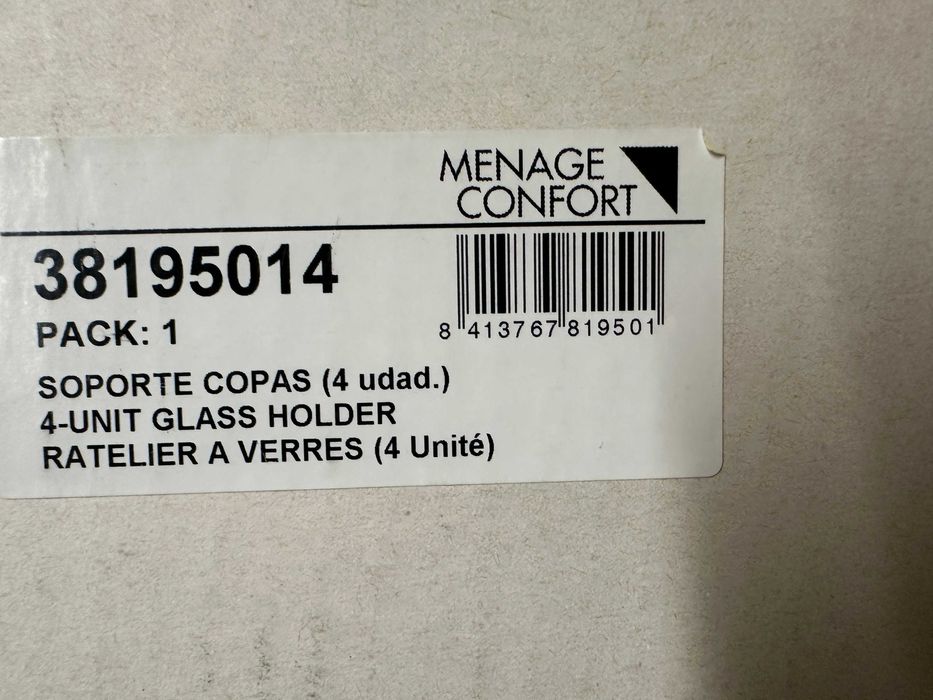 MENAGE
CONFORT
38195014
PACK: 1
8 413767 819501
SOPORTE COPAS (4 udad.)
4-UNIT GLASS HOLDER
RATELIER A VERRES (4 Unité)